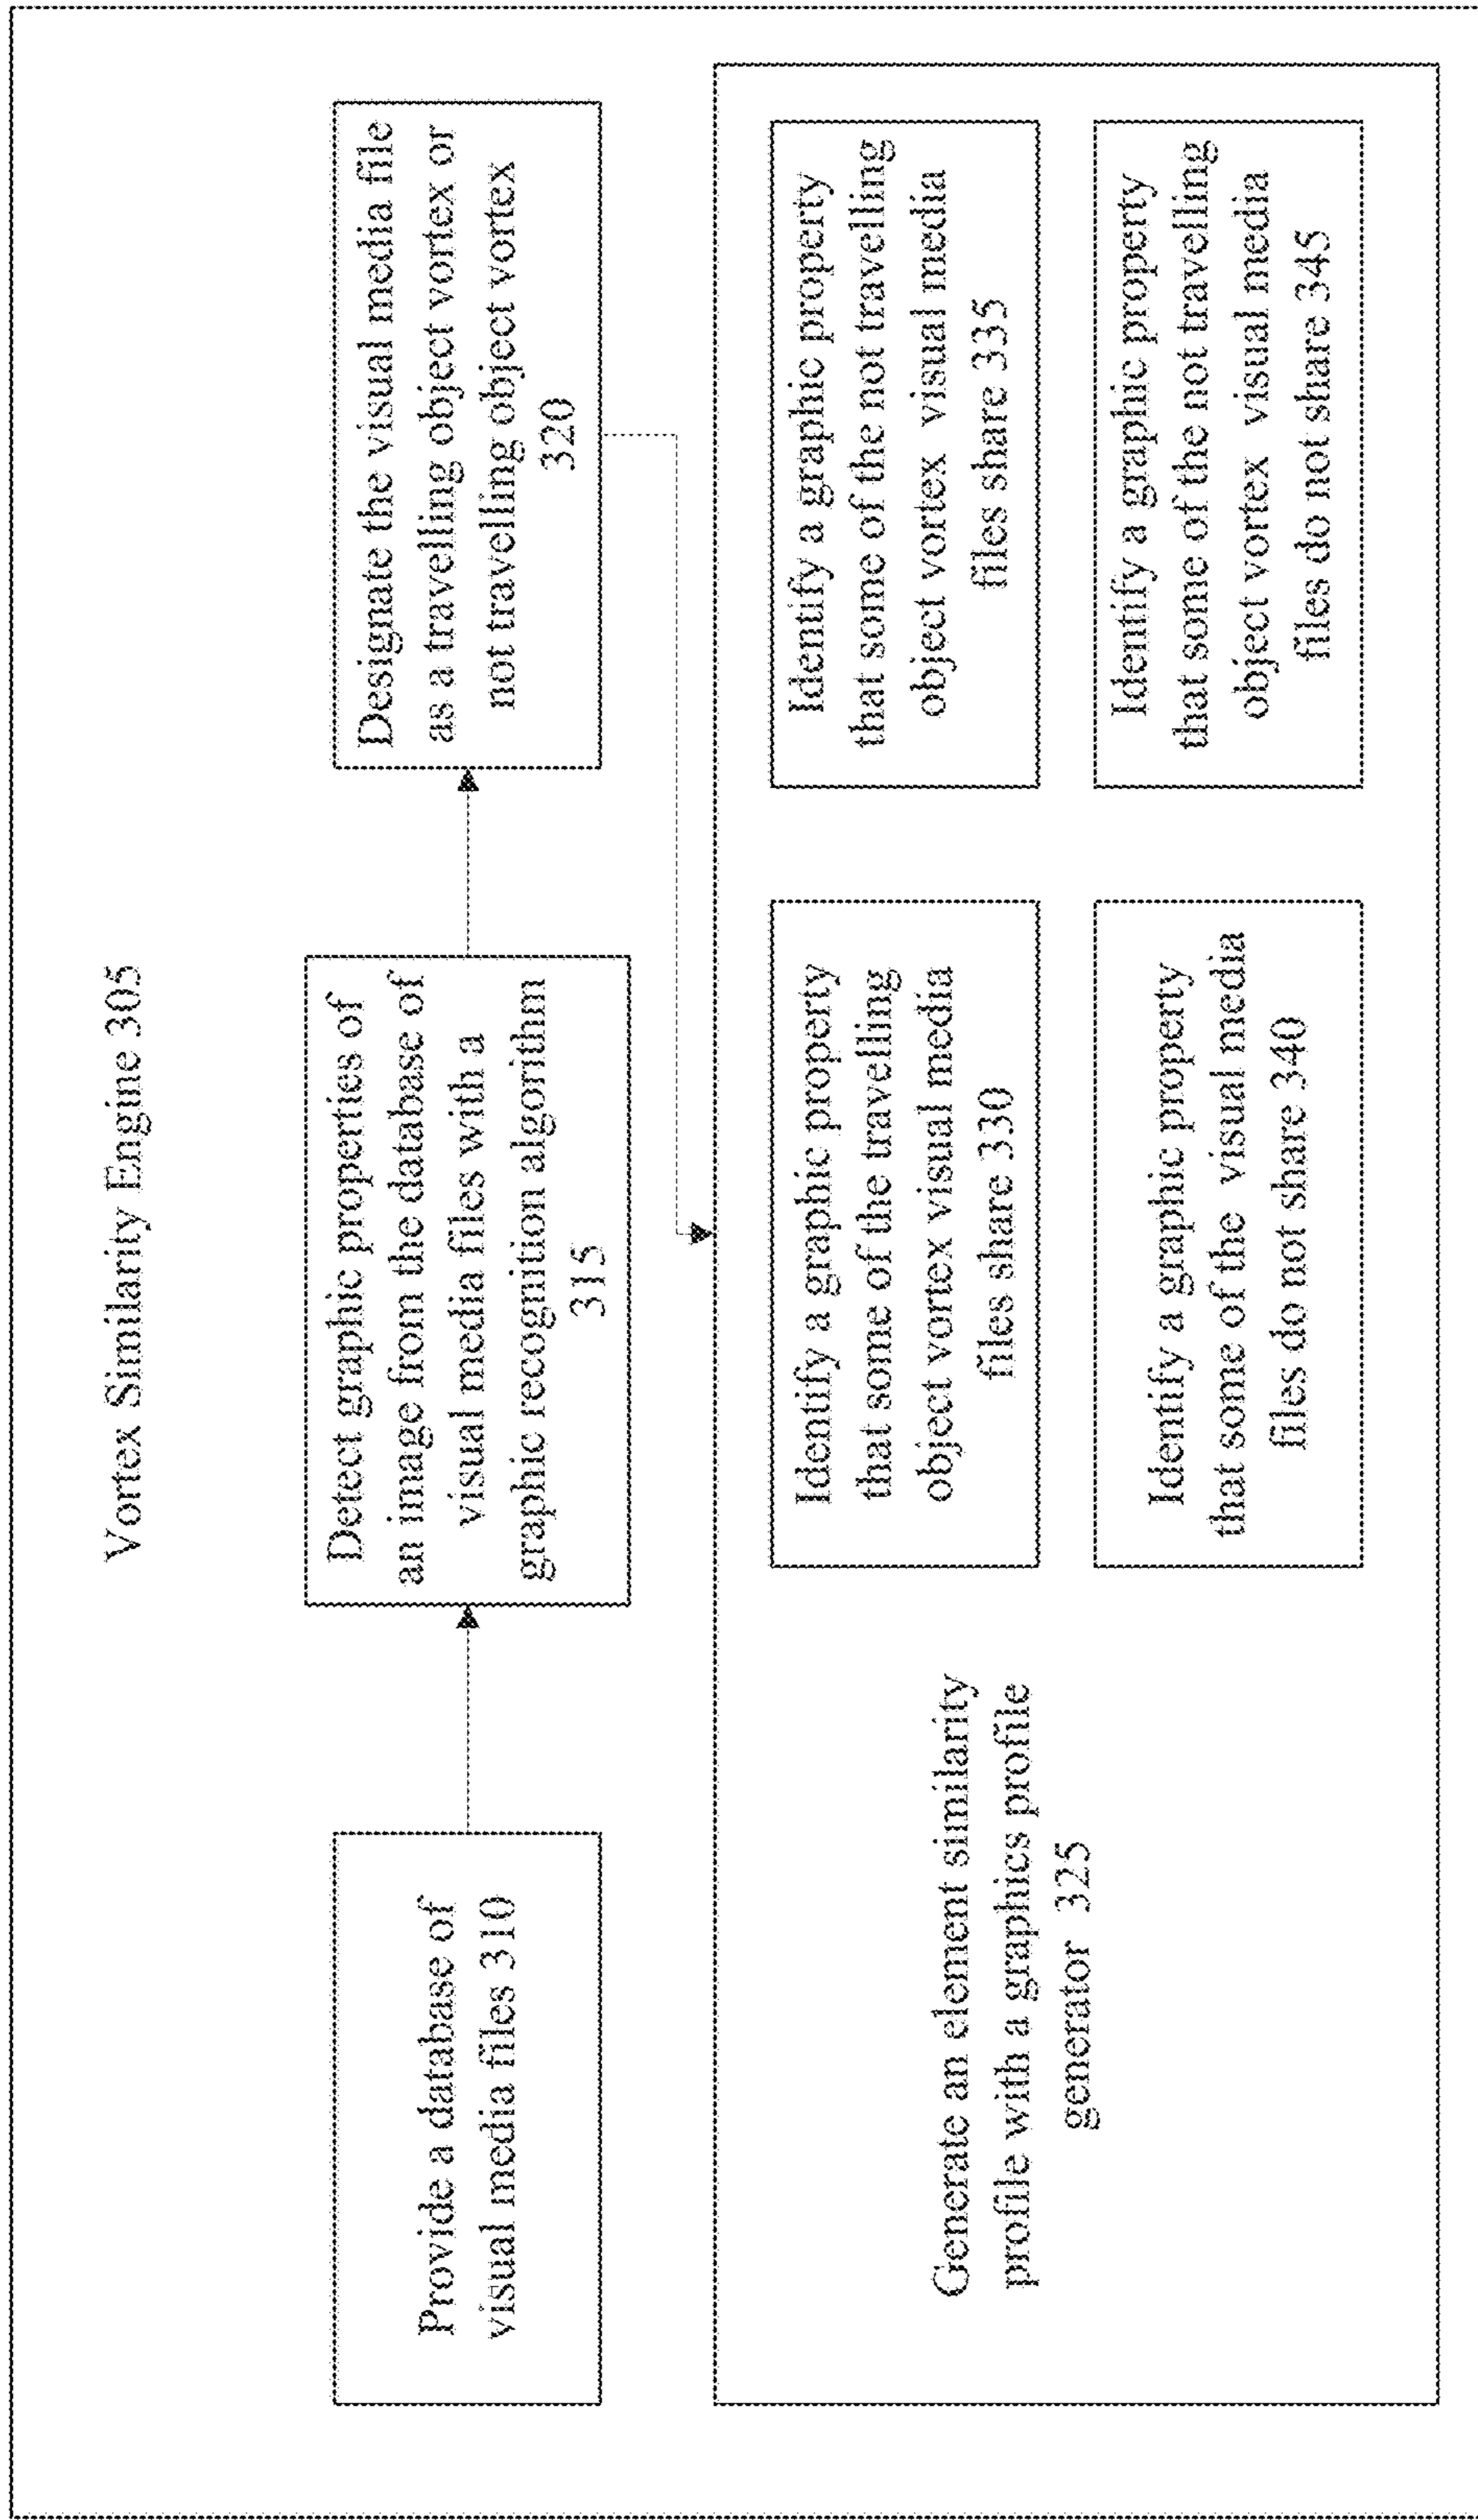 Vortex Similarity Engine 305
Provide a database of
visual media files 310
Detect graphic properties of
an image from the database of
visual media files with a
graphic recognition algorithm
315
Designate the visual media file
as a travelling object vortex or
not travelling object vortex
320
Generate an element similarity
profile with a graphics profile
generator 325
Identify a graphic property
that some of the travelling
object vortex visual media
files share 330
Identify a graphic property
that some of the not travelling
object vortex visual media
files share 335
Identify a graphic property
that some of the visual media
files do not share 340
Identify a graphic property
that some of the not travelling
object vortex visual media
files do not share 345